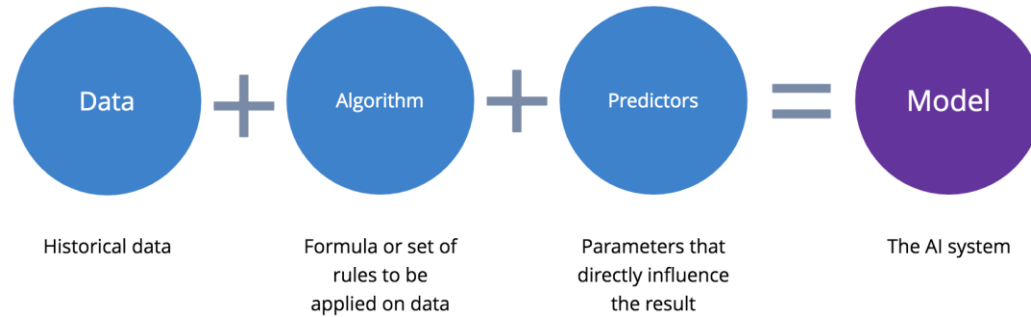 Data
+
Algorithm
+
Predictors
=
Model
Historical data
Formula or set of
rules to be
applied on data
Parameters that
directly influence
the result
The AI system